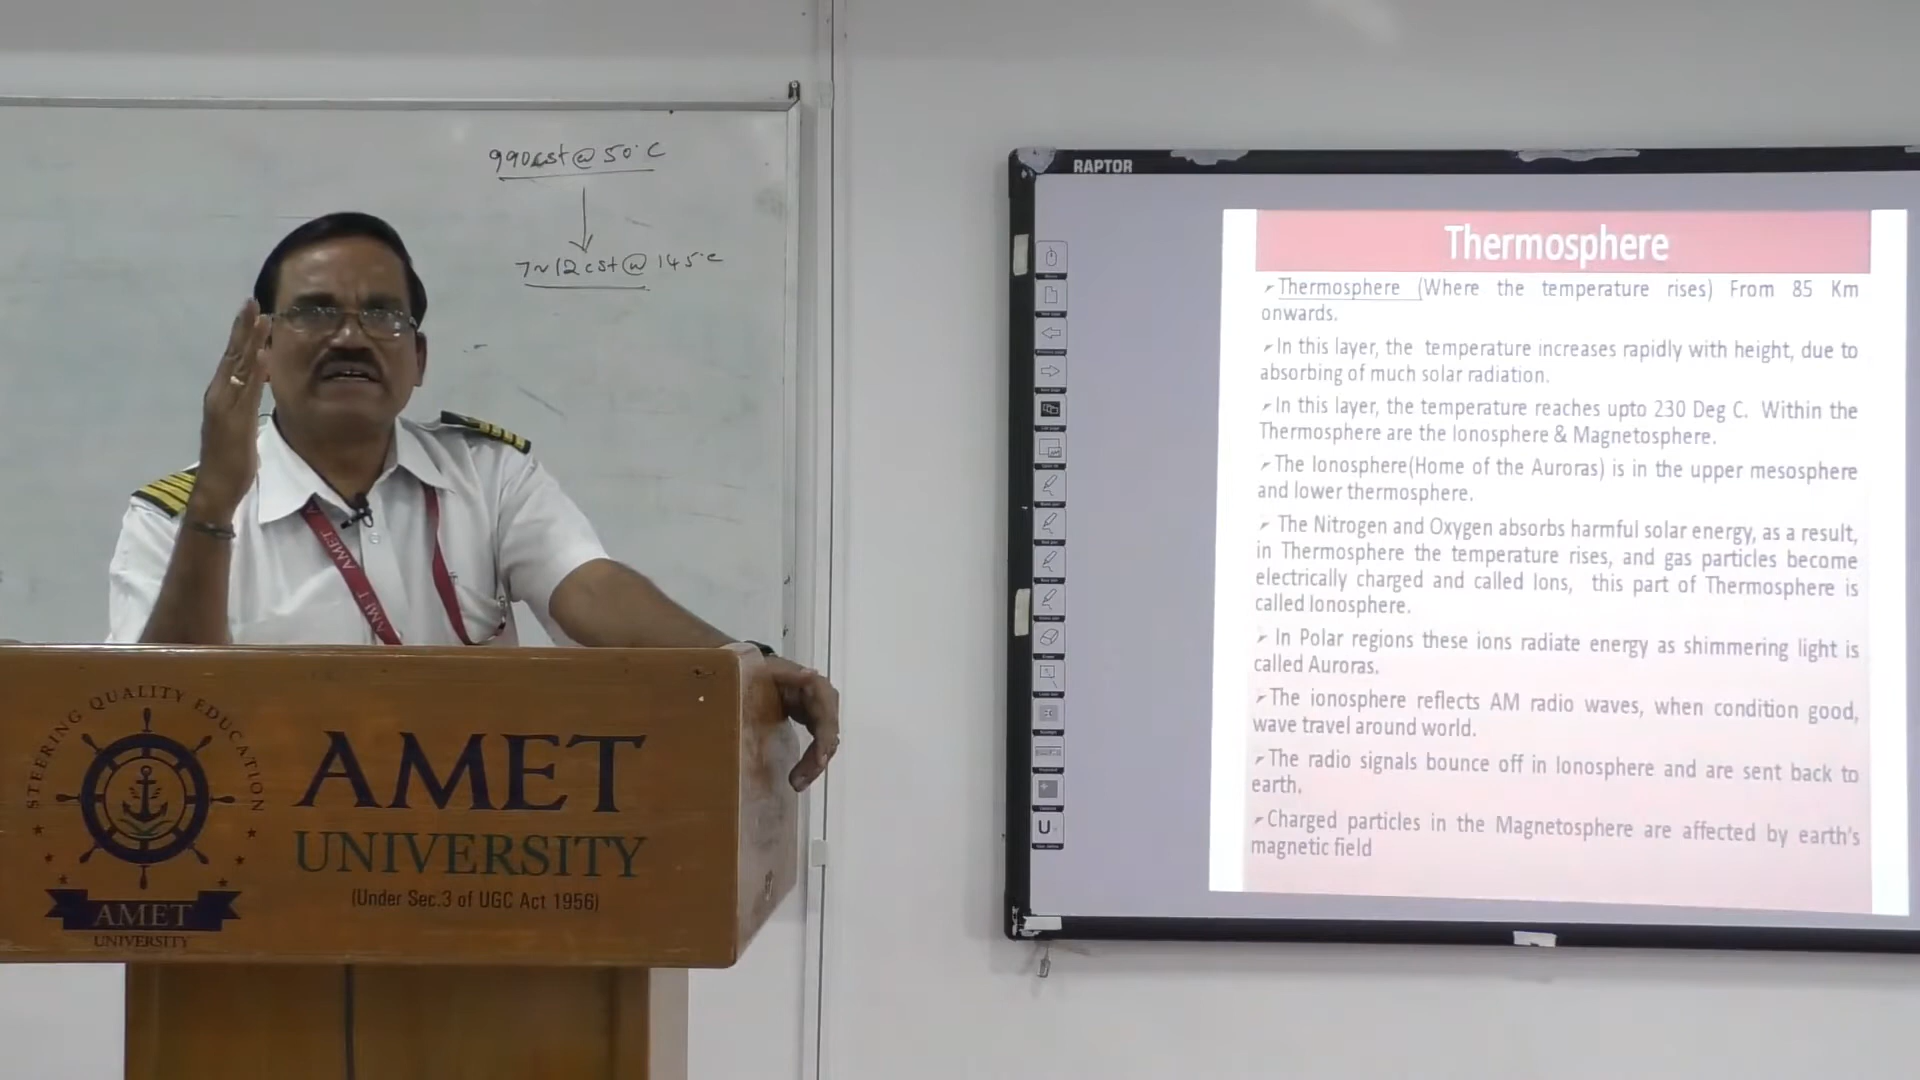 990cst @ 50°C
7~12 cst @ 145°C
AMET
AMET
STEERING QUALITY EDUCATION
AMET
UNIVERSITY
AMET
UNIVERSITY
(Under Sec.3 of UGC Act 1956)
RAPTOR
Thermosphere
Thermosphere (Where the temperature rises) From 85 Km
onwards.
In this layer, the temperature increases rapidly with height, due to
absorbing of much solar radiation.
In this layer, the temperature reaches upto 230 Deg C. Within the
Thermosphere are the Ionosphere & Magnetosphere.
The Ionosphere(Home of the Auroras) is in the upper mesosphere
and lower thermosphere.
The Nitrogen and Oxygen absorbs harmful solar energy, as a result,
in Thermosphere the temperature rises, and gas particles become
electrically charged and called Ions, this part of Thermosphere is
called Ionosphere.
In Polar regions these ions radiate energy as shimmering light is
called Auroras.
The ionosphere reflects AM radio waves, when condition good,
wave travel around world.
The radio signals bounce off in Ionosphere and are sent back to
earth.
Charged particles in the Magnetosphere are affected by earth's
magnetic field